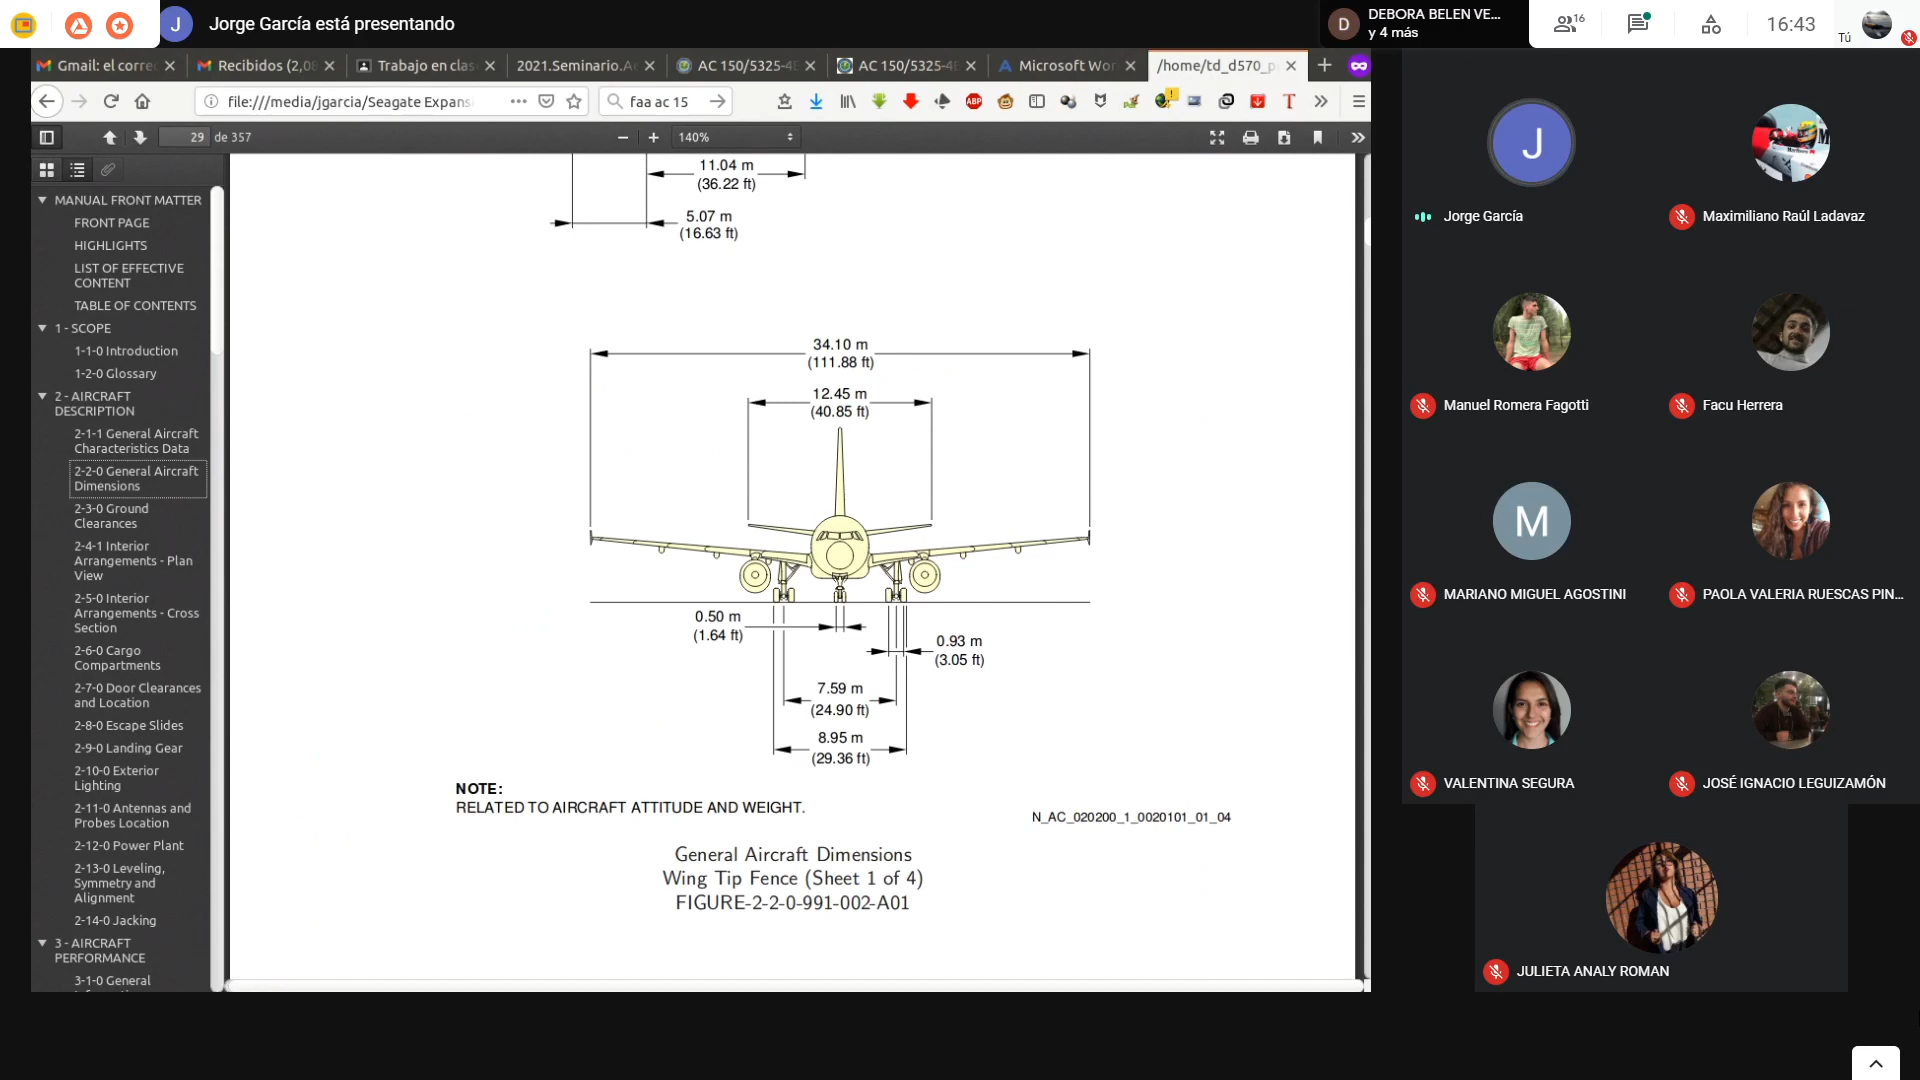 J
Jorge García está presentando
D
DEBORA BELEN VE...
y 4 más
16
16:43
Tú
Gmail: el corre
Recibidos (2,08
Trabajo en clas
2021.Seminario.A
AC 150/5325-4B
AC 150/5325-4B
Microsoft Wor
/home/td_d570_p
file:///media/jgarcia/Seagate Expans
faa ac 15
ABP
T
29 de 357
140%
MANUAL FRONT MATTER
FRONT PAGE
HIGHLIGHTS
LIST OF EFFECTIVE
CONTENT
TABLE OF CONTENTS
1 - SCOPE
1-1-0 Introduction
1-2-0 Glossary
2 - AIRCRAFT
DESCRIPTION
2-1-1 General Aircraft
Characteristics Data
2-2-0 General Aircraft
Dimensions
2-3-0 Ground
Clearances
2-4-1 Interior
Arrangements - Plan
View
2-5-0 Interior
Arrangements - Cross
Section
2-6-0 Cargo
Compartments
2-7-0 Door Clearances
and Location
2-8-0 Escape Slides
2-9-0 Landing Gear
2-10-0 Exterior
Lighting
2-11-0 Antennas and
Probes Location
2-12-0 Power Plant
2-13-0 Leveling,
Symmetry and
Alignment
2-14-0 Jacking
3 - AIRCRAFT
PERFORMANCE
3-1-0 General
11.04 m
(36.22 ft)
5.07 m
(16.63 ft)
34.10 m
(111.88 ft)
12.45 m
(40.85 ft)
0.50 m
(1.64 ft)
0.93 m
(3.05 ft)
7.59 m
(24.90 ft)
8.95 m
(29.36 ft)
NOTE:
RELATED TO AIRCRAFT ATTITUDE AND WEIGHT.
N_AC_020200_1_0020101_01_04
General Aircraft Dimensions
Wing Tip Fence (Sheet 1 of 4)
FIGURE-2-2-0-991-002-A01
J
Jorge García
Maximiliano Raúl Ladavaz
Manuel Romera Fagotti
Facu Herrera
M
MARIANO MIGUEL AGOSTINI
PAOLA VALERIA RUESCAS PIN...
VALENTINA SEGURA
JOSÉ IGNACIO LEGUIZAMÓN
JULIETA ANALY ROMAN